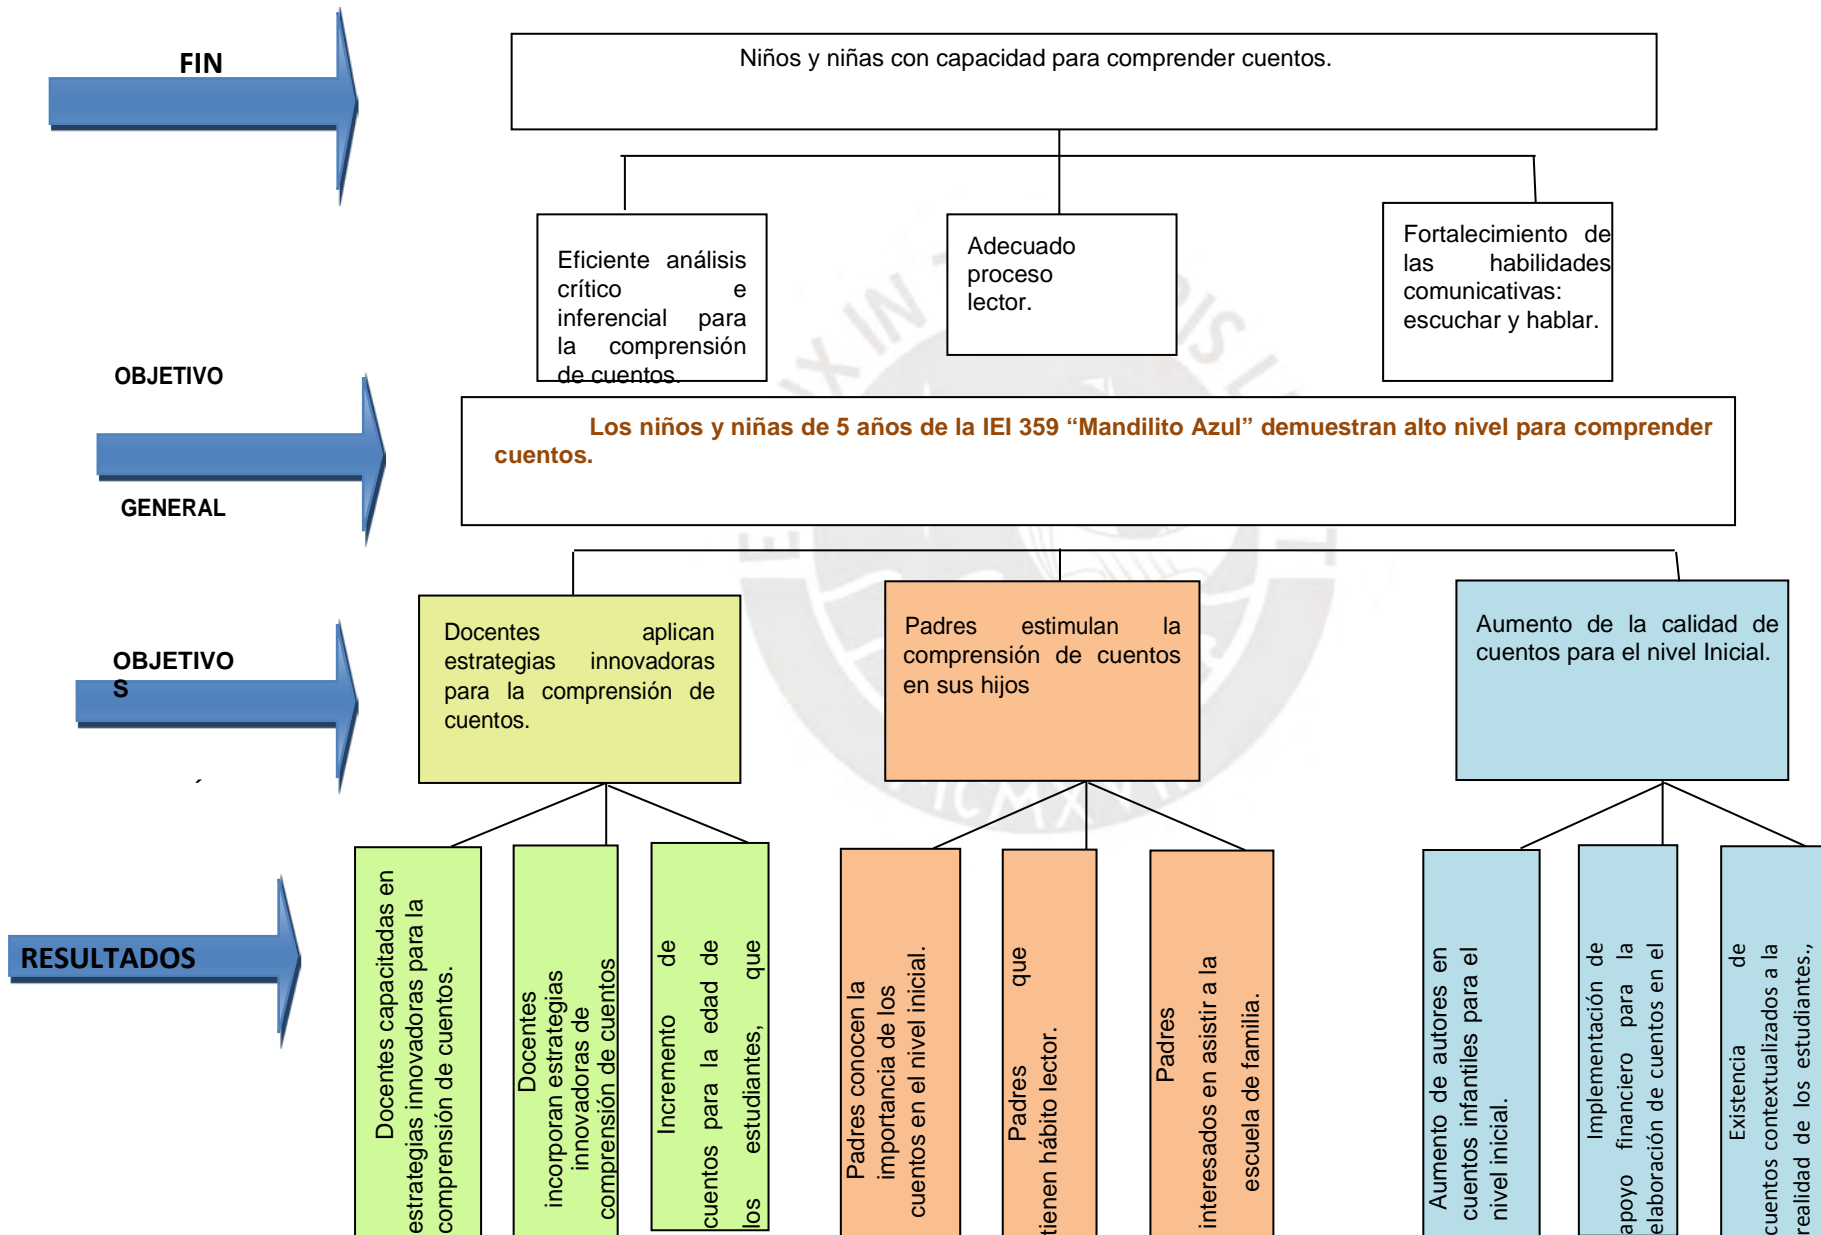 FIN
Niños y niñas con capacidad para comprender cuentos.
Eficiente análisis
crítico e
inferencial para
la comprensión
de cuentos.
Adecuado
proceso
lector.
Fortalecimiento de
las habilidades
comunicativas:
escuchar y hablar.
OBJETIVO
GENERAL
Los niños y niñas de 5 años de la IEI 359 “Mandilito Azul” demuestran alto nivel para comprender
cuentos.
OBJETIVO
S
Docentes aplican
estrategias innovadoras
para la comprensión de
cuentos.
Padres estimulan la
comprensión de cuentos
en sus hijos
Aumento de la calidad de
cuentos para el nivel Inicial.
RESULTADOS
Docentes capacitadas en
estrategias innovadoras para la
comprensión de cuentos.
Docentes
incorporan estrategias
innovadoras de
comprensión de cuentos
Incremento de
cuentos para la edad de
los estudiantes, que
Padres conocen la
importancia de los
cuentos en el nivel inicial.
Padres que
tienen hábito lector.
Padres
interesados en asistir a la
escuela de familia.
Aumento de autores en
cuentos infantiles para el
nivel inicial.
Implementación de
apoyo financiero para la
elaboración de cuentos en el
Existencia de
cuentos contextualizados a la
realidad de los estudiantes,